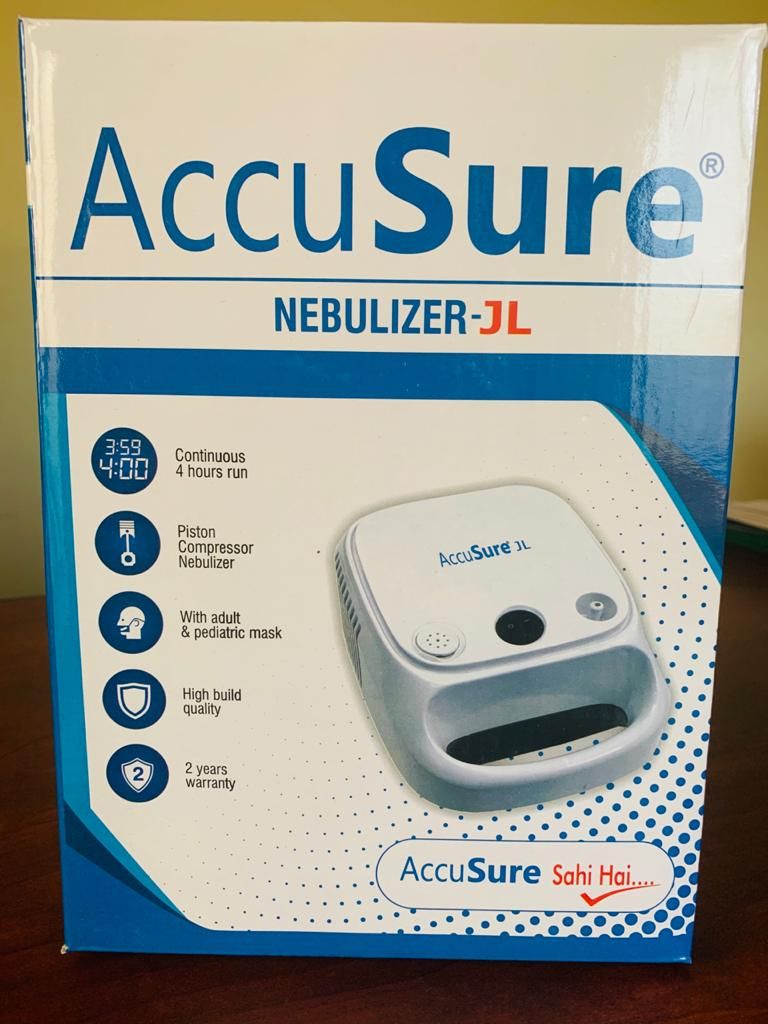 AccuSure®
NEBULIZER-JL
3:59
4:00
Continuous
4 hours run
Piston
Compressor
Nebulizer
With adult
& pediatric mask
High build
quality
2
2 years
warranty
AccuSure JL
AccuSure Sahi Hai....